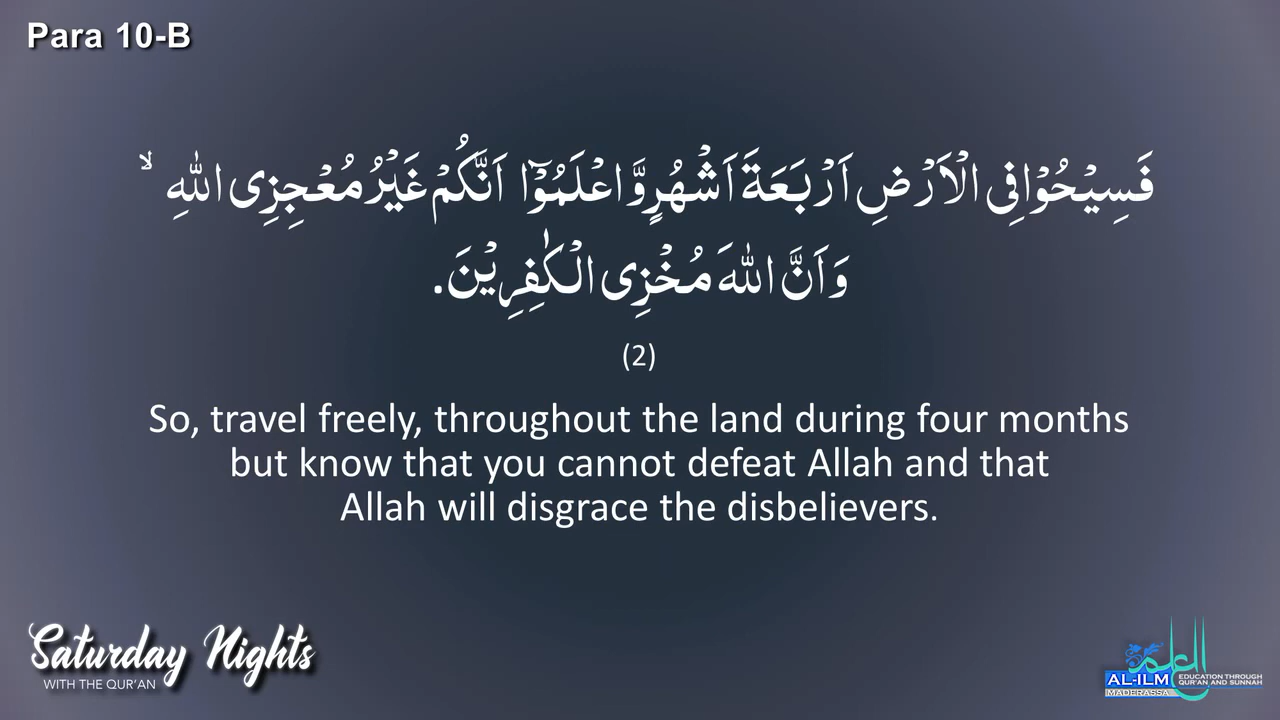 Para 10-B
فَسِيْحُوْا فِى الْاَرْضِ اَرْبَعَةَ اَشْهُرٍ وَّاعْلَمُوْۤا اَنَّكُمْ غَيْرُ مُعْجِزِى اللّٰهِ ۙ
وَ اَنَّ اللّٰهَ مُخْزِى الْكٰفِرِيْنَ.
(2)
So, travel freely, throughout the land during four months
but know that you cannot defeat Allah and that
Allah will disgrace the disbelievers.
Saturday Nights
WITH THE QUR'AN
العلم
AL-ILM
MADERASSA
EDUCATION THROUGH
QUR'AN AND SUNNAH